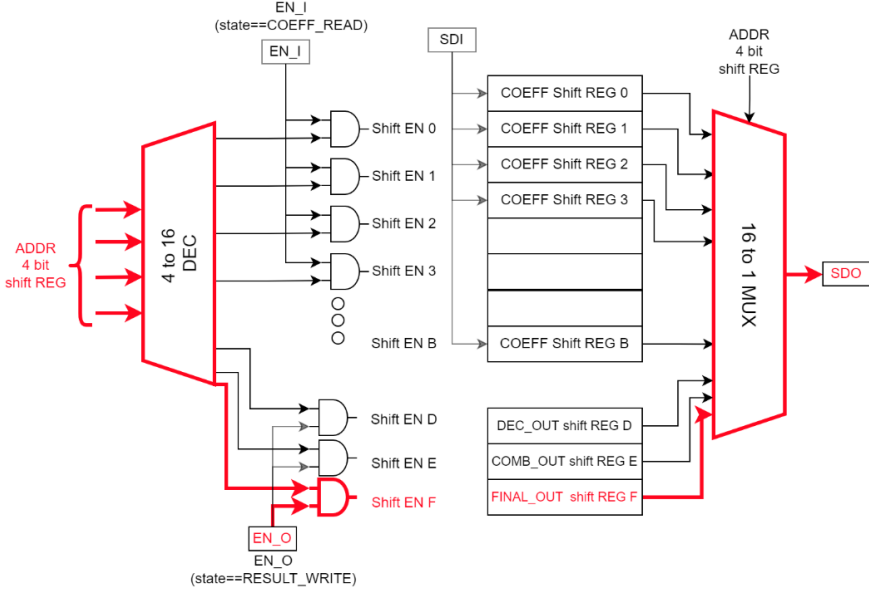 EN_I
(state==COEFF_READ)
EN_I
SDI
ADDR
4 bit
shift REG
COEFF Shift REG 0
COEFF Shift REG 1
COEFF Shift REG 2
COEFF Shift REG 3
COEFF Shift REG B
DEC_OUT shift REG D
COMB_OUT shift REG E
FINAL_OUT shift REG F
Shift EN 0
Shift EN 1
Shift EN 2
Shift EN 3
Shift EN B
Shift EN D
Shift EN E
Shift EN F
ADDR
4 bit
shift REG
4 to 16
DEC
16 to 1 MUX
SDO
EN_O
EN_O
(state==RESULT_WRITE)